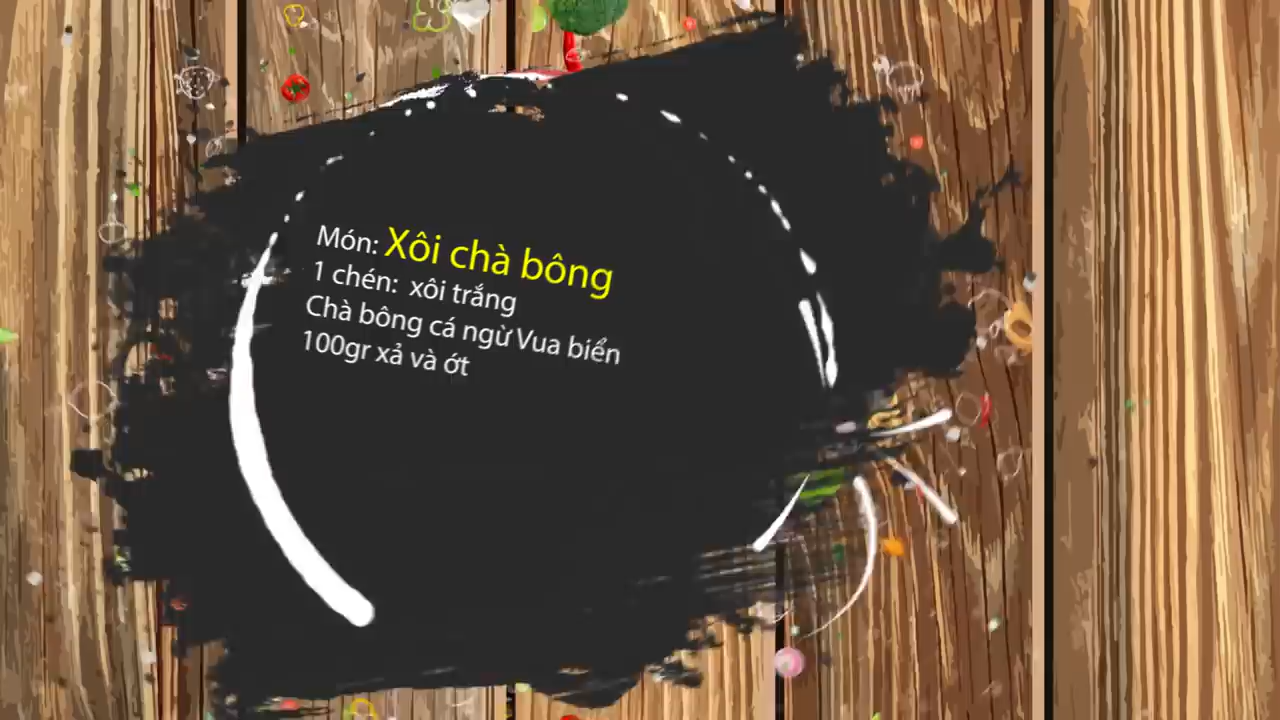 Món: Xôi chà bông
1 chén: xôi trắng
Chà bông cá ngừ Vua biển
100gr xả và ớt